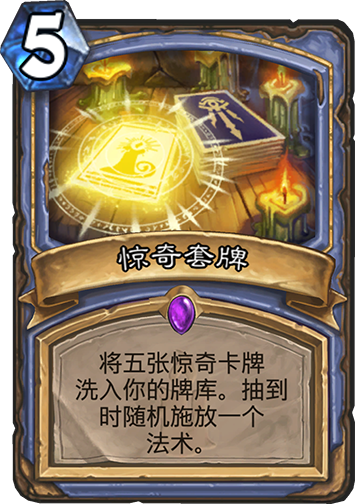 5
惊奇套牌
将五张惊奇卡牌
洗入你的牌库。抽到
时随机施放一个
法术。